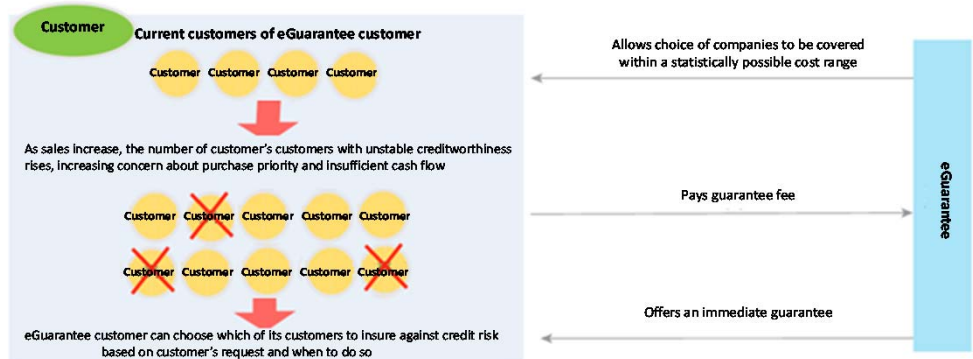 Customer
Current customers of eGuarantee customer
Customer Customer Customer Customer
As sales increase, the number of customer's customers with unstable creditworthiness
rises, increasing concern about purchase priority and insufficient cash flow
Customer Customer Customer Customer Customer
Customer Customer Customer Customer Customer
eGuarantee customer can choose which of its customers to insure against credit risk
based on customer's request and when to do so
Allows choice of companies to be covered
within a statistically possible cost range
Pays guarantee fee
Offers an immediate guarantee
eGuarantee